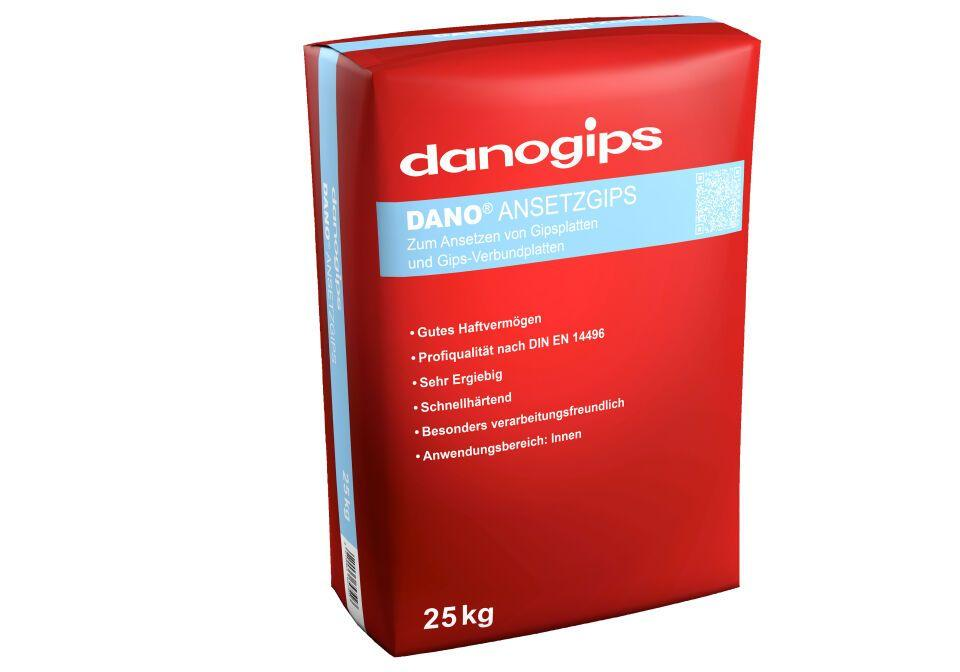 danogips
DANO® ANSETZGIPS
Zum Ansetzen von Gipsplatten
und Gips-Verbundplatten
• Gutes Haftvermögen
• Profiqualität nach DIN EN 14496
• Sehr Ergiebig
• Schnellhärtend
• Besonders verarbeitungsfreundlich
• Anwendungsbereich: Innen
25 kg
danogips
DANO® ANSETZGIPS
25 kg